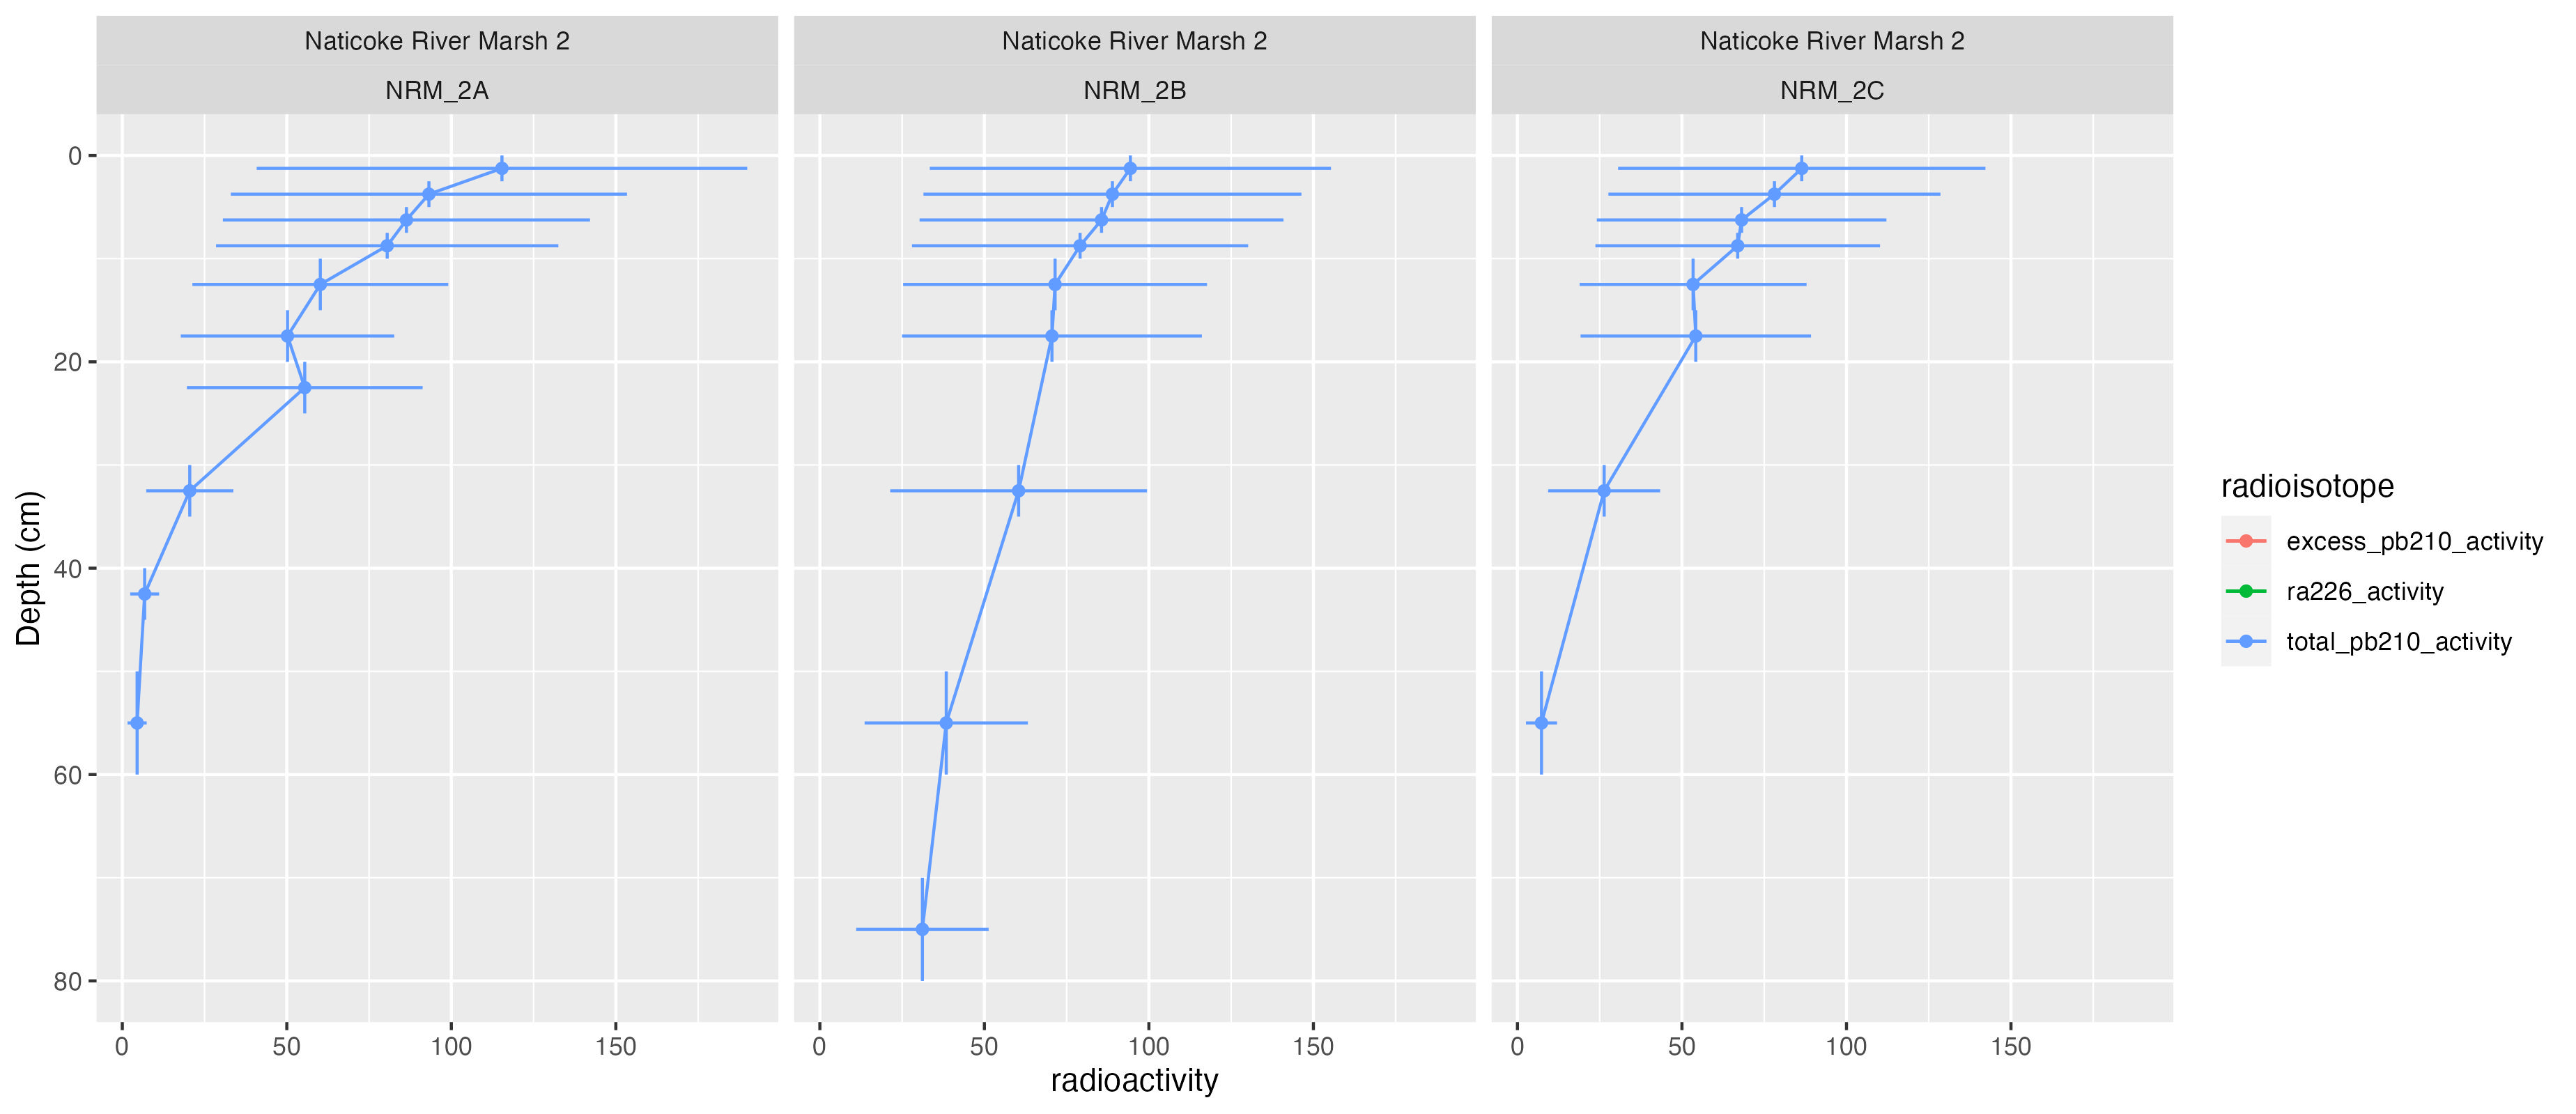 Naticoke River Marsh 2
Naticoke River Marsh 2
Naticoke River Marsh 2
NRM_2A
NRM_2B
NRM_2C
0
20
40
60
80
Depth (cm)
0
50
100
150
0
50
100
150
0
50
100
150
radioactivity
radioisotope
excess_pb210_activity
ra226_activity
total_pb210_activity